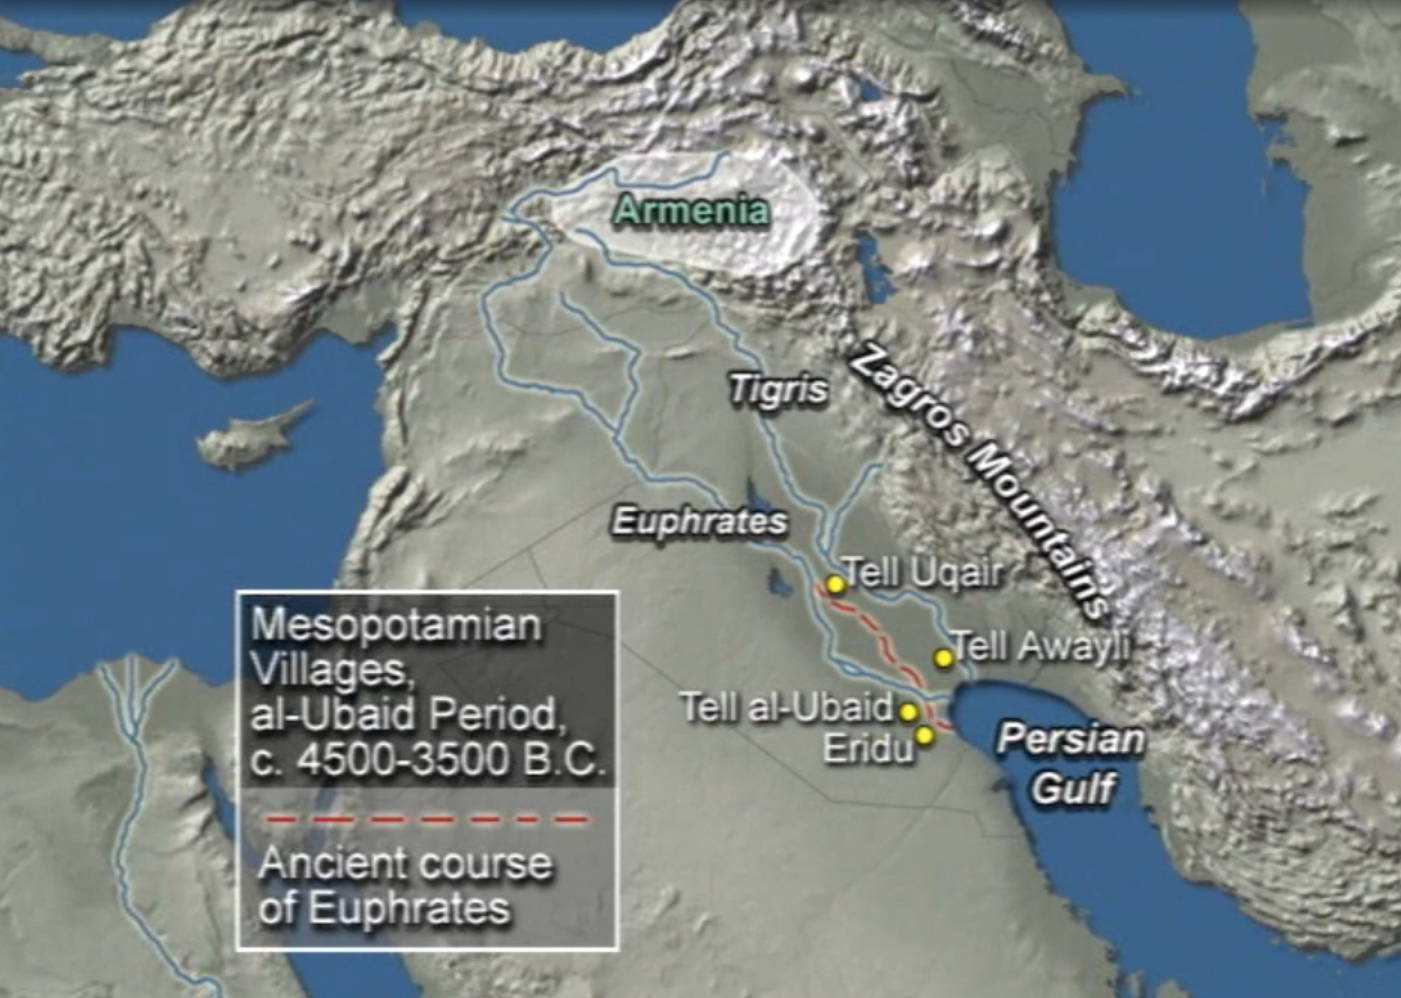 Armenia
Tigris
Zagros Mountains
Euphrates
Tell Uqair
Tell Awayli
Tell al-Ubaid
Eridu
Persian
Gulf
Mesopotamian
Villages,
al-Ubaid Period,
c. 4500-3500 B.C.
Ancient course
of Euphrates